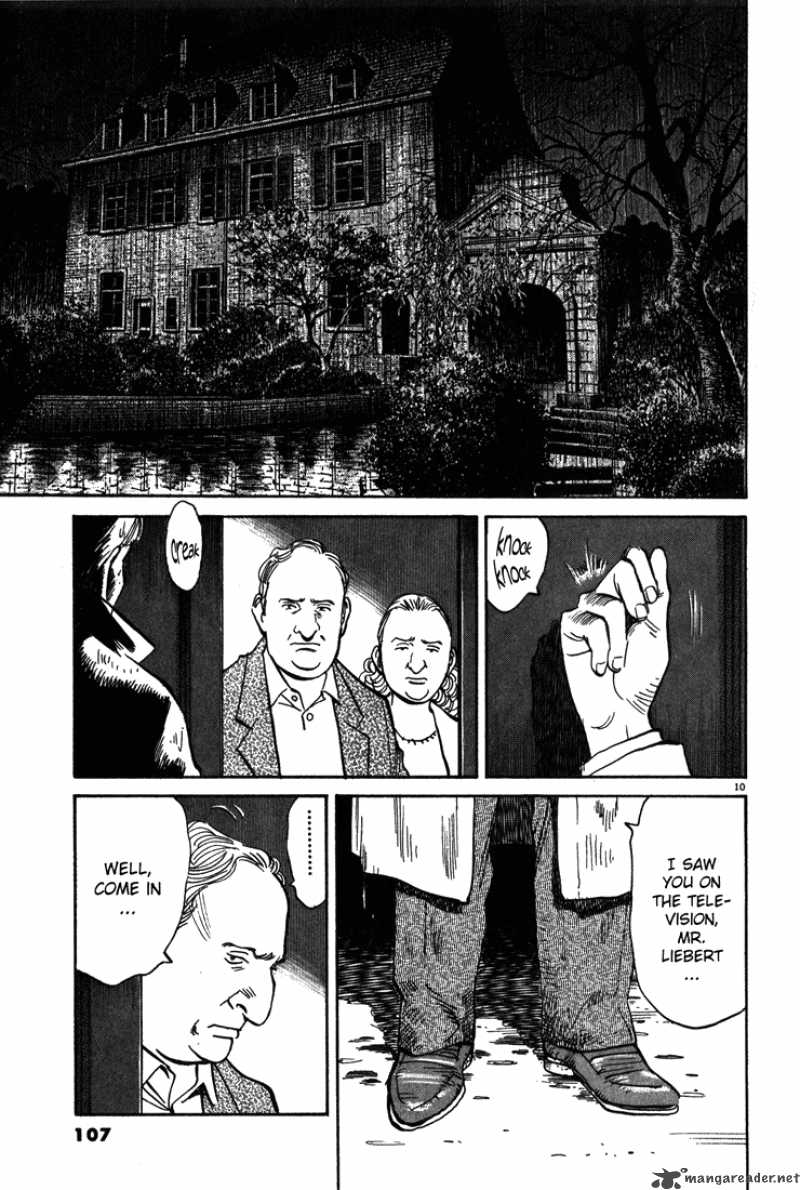 knock
knock
creak
10
I SAW
YOU ON
THE TELE-
VISION,
MR.
LIEBERT
...
.........
WELL,
COME IN
...
107
mangareader.net